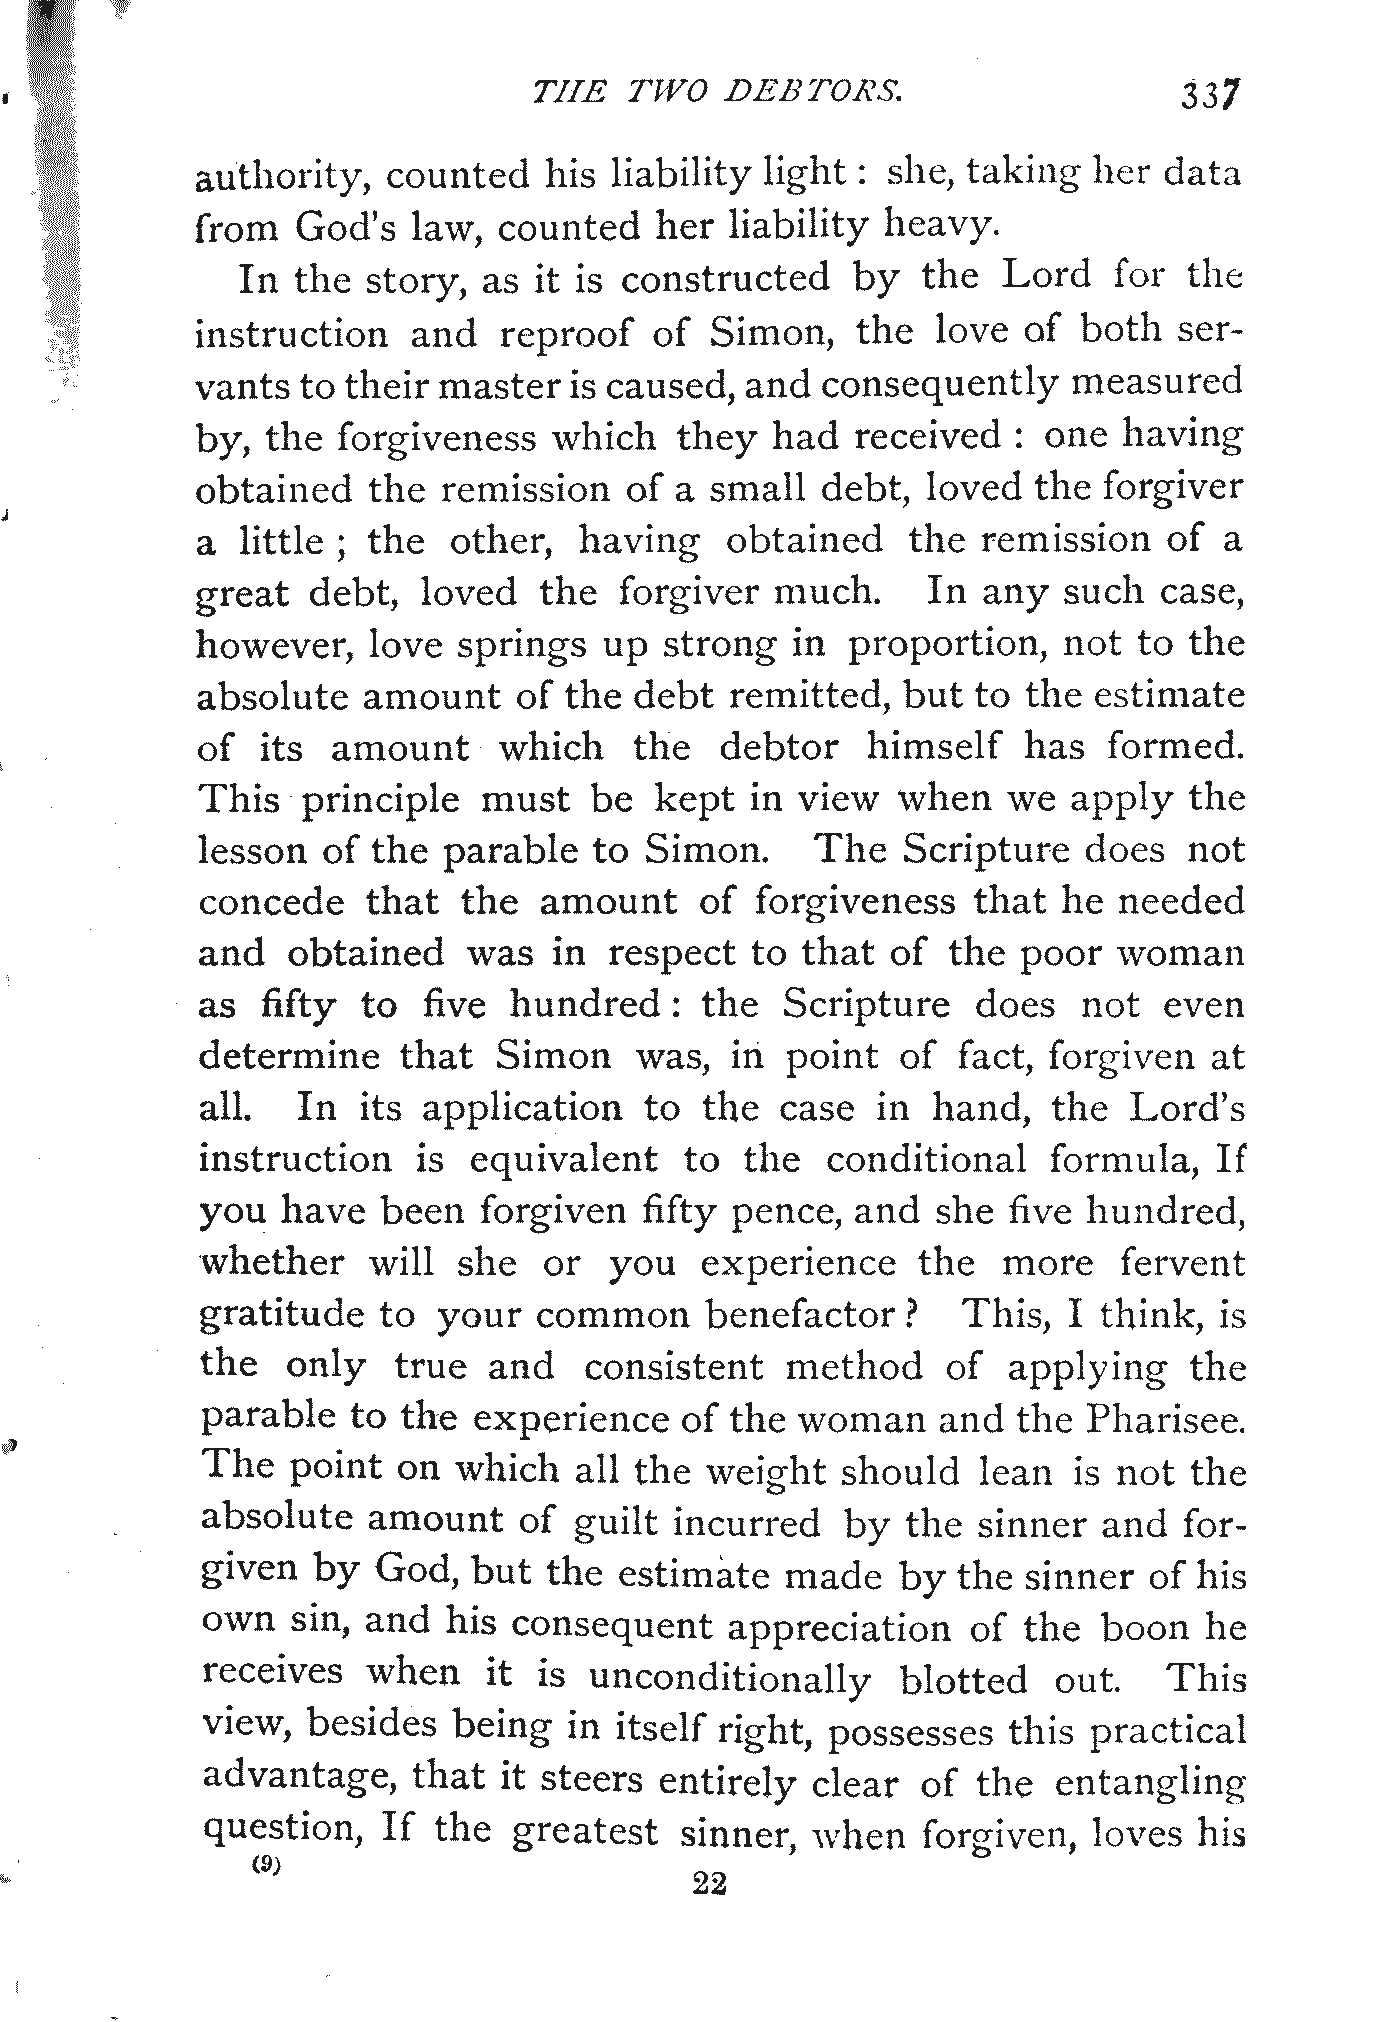 THE TWO DEBTORS. 337
authority, counted his liability light : she, taking her data
from God's law, counted her liability heavy.
In the story, as it is constructed by the Lord for the
instruction and reproof of Simon, the love of both ser-
vants to their master is caused, and consequently measured
by, the forgiveness which they had received : one having
obtained the remission of a small debt, loved the forgiver
a little ; the other, having obtained the remission of a
great debt, loved the forgiver much. In any such case,
however, love springs up strong in proportion, not to the
absolute amount of the debt remitted, but to the estimate
of its amount which the debtor himself has formed.
This principle must be kept in view when we apply the
lesson of the parable to Simon. The Scripture does not
concede that the amount of forgiveness that he needed
and obtained was in respect to that of the poor woman
as fifty to five hundred : the Scripture does not even
determine that Simon was, in point of fact, forgiven at
all. In its application to the case in hand, the Lord's
instruction is equivalent to the conditional formula, If
you have been forgiven fifty pence, and she five hundred,
whether will she or you experience the more fervent
gratitude to your common benefactor ? This, I think, is
the only true and consistent method of applying the
parable to the experience of the woman and the Pharisee.
The point on which all the weight should lean is not the
absolute amount of guilt incurred by the sinner and for-
given by God, but the estimate made by the sinner of his
own sin, and his consequent appreciation of the boon he
receives when it is unconditionally blotted out. This
view, besides being in itself right, possesses this practical
advantage, that it steers entirely clear of the entangling
question, If the greatest sinner, when forgiven, loves his
(9)
22